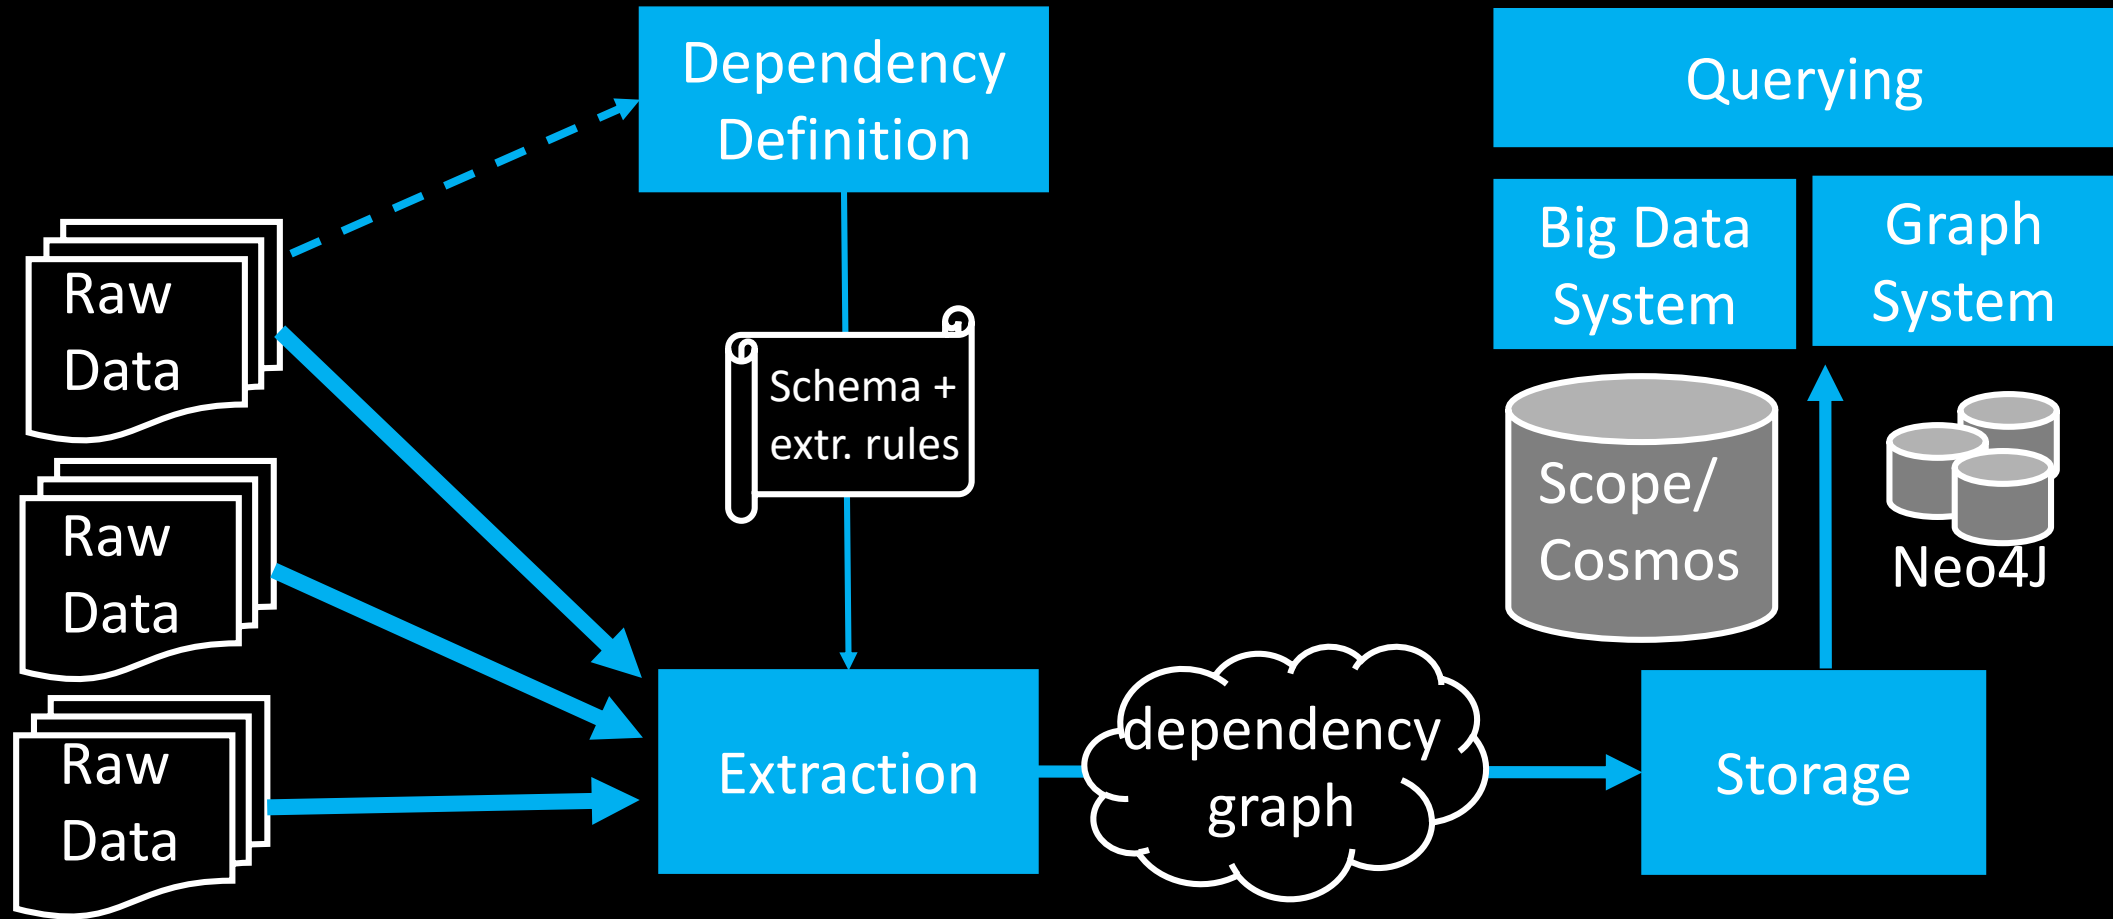 Dependency
Definition
Querying
Big Data
System
Graph
System
Raw
Data
Schema +
extr. rules
Scope/
Cosmos
Neo4J
Raw
Data
Raw
Data
Extraction
dependency
graph
Storage